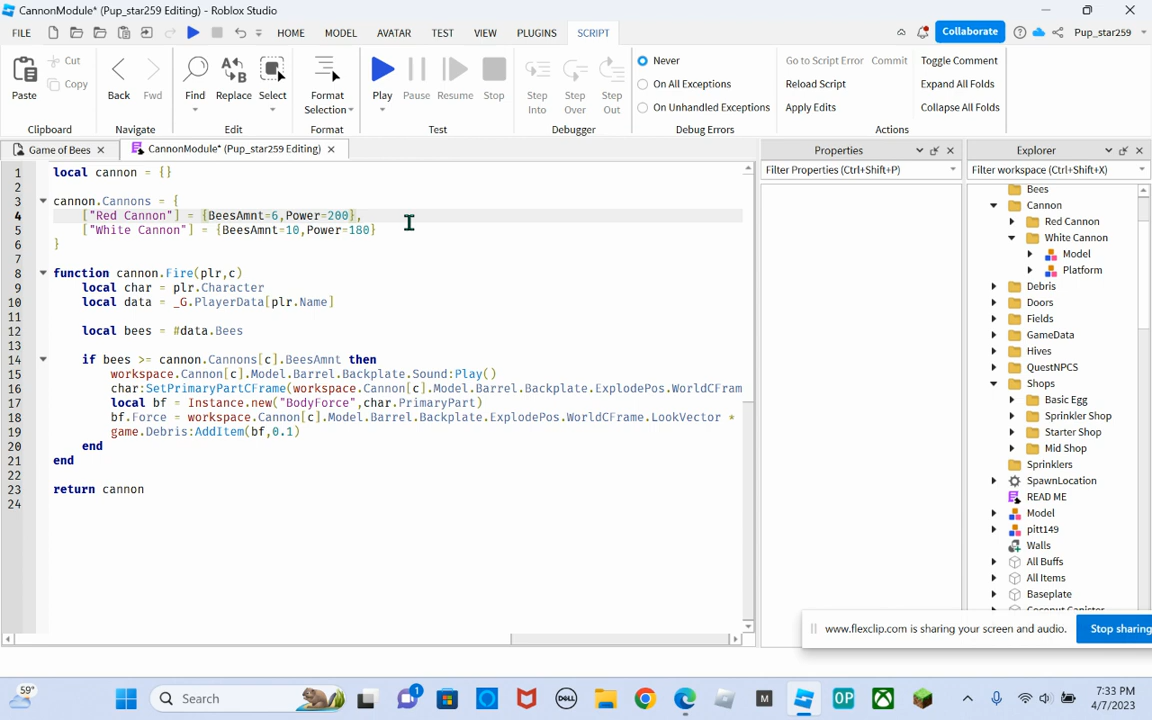 CannonModule* (Pup_star259 Editing) - Roblox Studio
FILE HOME MODEL AVATAR TEST VIEW PLUGINS SCRIPT Collaborate Pup_star259
Paste Cut Copy Back Fwd Find Replace Select Format Selection Play Pause Resume Stop Step Into Step Over Step Out
Never
On All Exceptions
On Unhandled Exceptions
Go to Script Error Commit Toggle Comment
Reload Script Expand All Folds
Apply Edits Collapse All Folds
Clipboard Navigate Edit Format Test Debugger Debug Errors Actions
Game of Bees CannonModule* (Pup_star259 Editing) Properties Explorer
Filter Properties (Ctrl+Shift+P) Filter workspace (Ctrl+Shift+X)
1 local cannon = {}
2
3 cannon.Cannons = {
4 ["Red Cannon"] = {BeesAmnt=6,Power=200},
5 ["White Cannon"] = {BeesAmnt=10,Power=180}
6 }
7
8 function cannon.Fire(plr,c)
9 local char = plr.Character
10 local data = _G.PlayerData[plr.Name]
11
12 local bees = #data.Bees
13
14 if bees >= cannon.Cannons[c].BeesAmnt then
15 workspace.Cannon[c].Model.Barrel.Backplate.Sound:Play()
16 char:SetPrimaryPartCFrame(workspace.Cannon[c].Model.Barrel.Backplate.ExplodePos.WorldCFram
17 local bf = Instance.new("BodyForce",char.PrimaryPart)
18 bf.Force = workspace.Cannon[c].Model.Barrel.Backplate.ExplodePos.WorldCFrame.LookVector *
19 game.Debris:AddItem(bf,0.1)
20 end
21 end
22
23 return cannon
24
Bees
Cannon
Red Cannon
White Cannon
Model
Platform
Debris
Doors
Fields
GameData
Hives
QuestNPCS
Shops
Basic Egg
Sprinkler Shop
Starter Shop
Mid Shop
Sprinklers
SpawnLocation
README
Model
pitt149
Walls
All Buffs
All Items
Baseplate
Coconut Canister
www.flexclip.com is sharing your screen and audio. Stop sharing
59° Search 1 DELL M OP 7:33 PM
4/7/2023